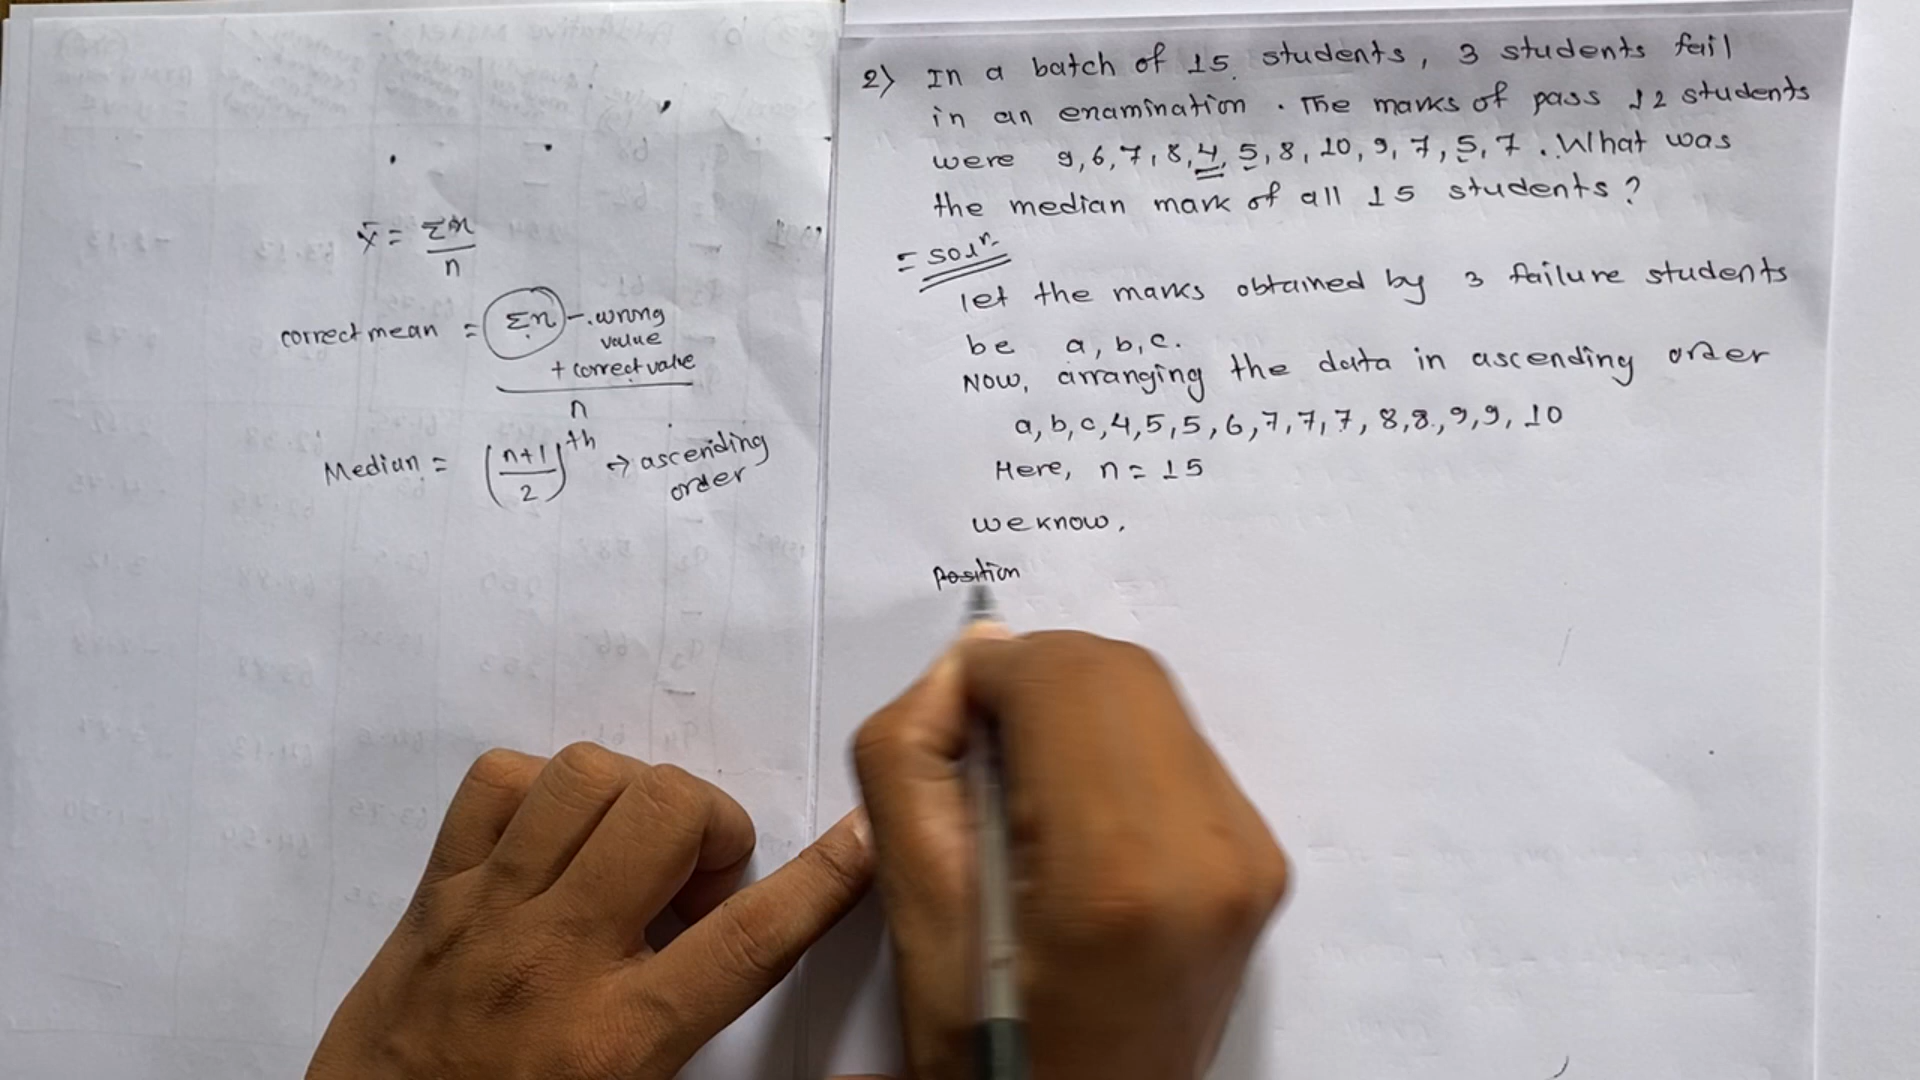 x̄ = Σx
n
correct mean = Σx - wrong
value
+ correct value
n
Median = (n+1/2)th → ascending
order
2) In a batch of 15 students, 3 students fail
in an enamination. The marks of pass 12 students
were 9,6,7,8,4,5,8,10,9,7,5,7. What was
the median mark of all 15 students?
= Solⁿ
let the marks obtained by 3 failure students
be a,b,c.
Now, arranging the data in ascending order
a,b,c,4,5,5,6,7,7,7,8,8,9,9,10
Here, n = 15
we know,
Position